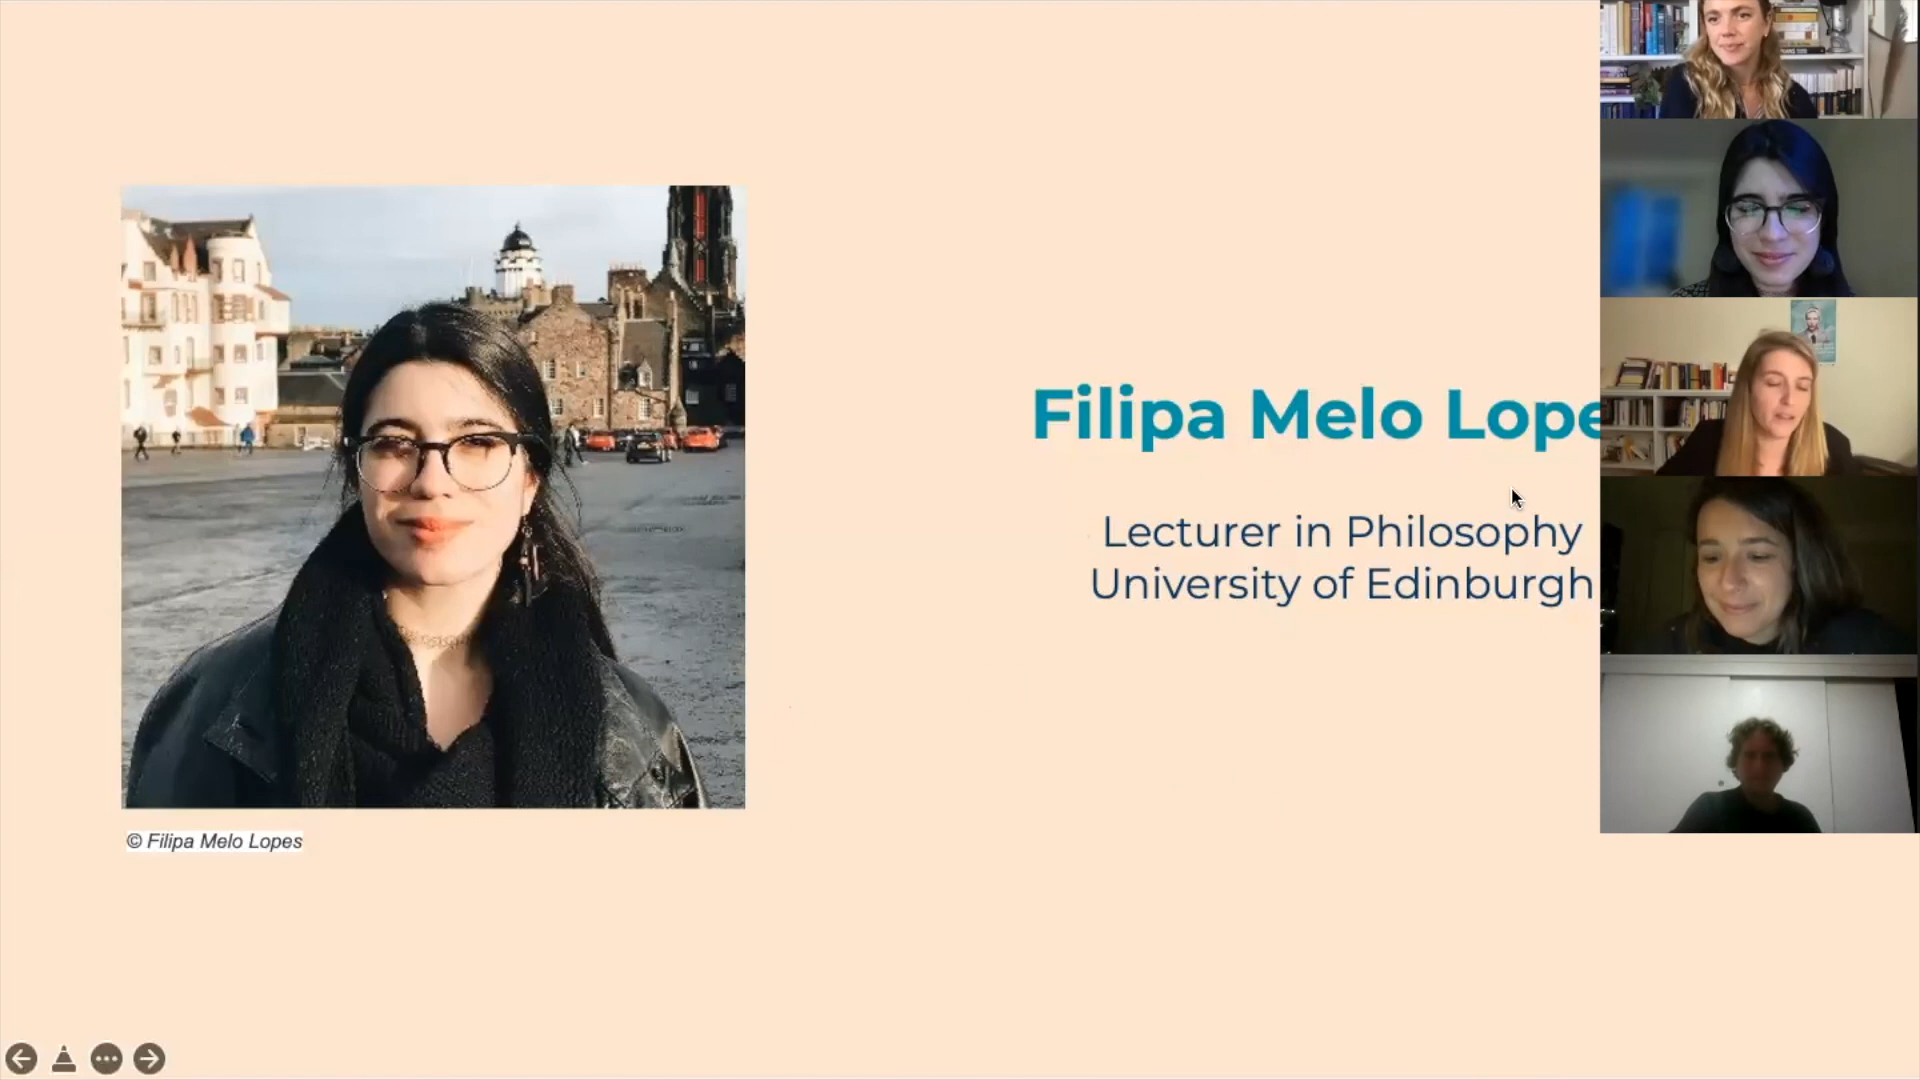 Filipa Melo Lope
Lecturer in Philosophy
University of Edinburgh
© Filipa Melo Lopes